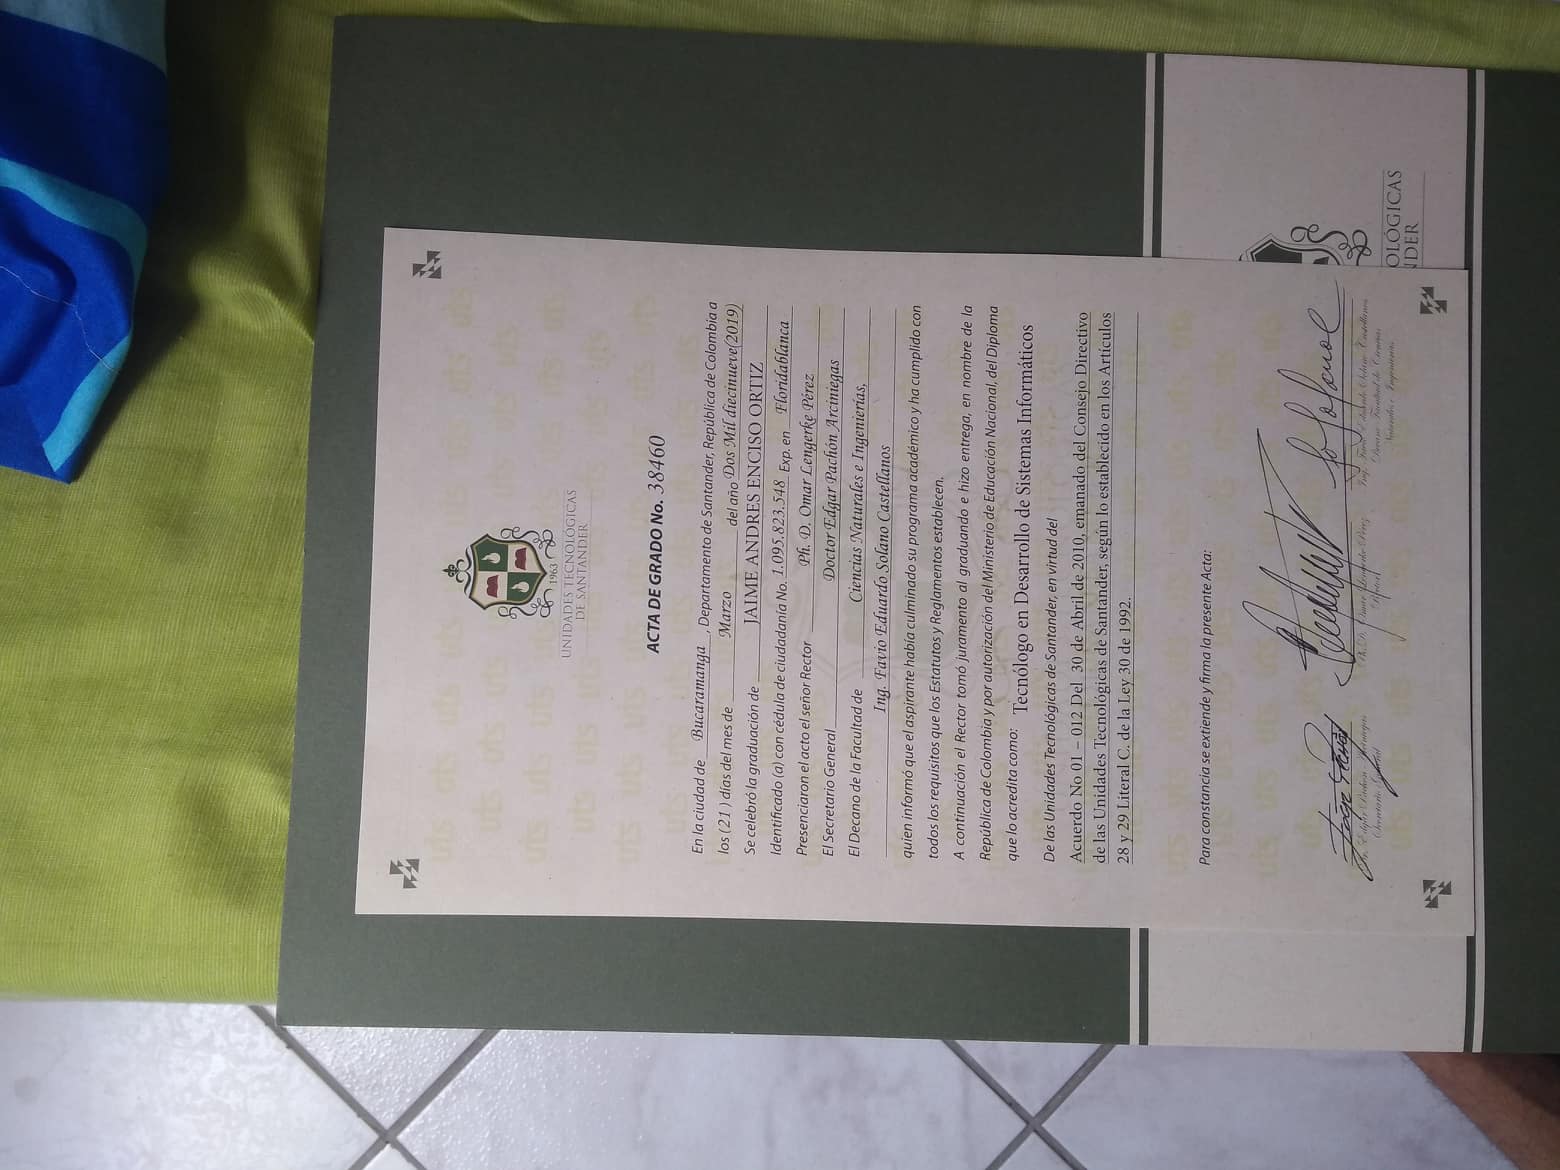 1963
UNIDADES TECNOLÓGICAS
DE SANTANDER
ACTA DE GRADO No. 38460
En la ciudad de Bucaramanga, Departamento de Santander, República de Colombia a
los (21) días del mes de Marzo del año Dos Mil diecinueve(2019)
Se celebró la graduación de JAIME ANDRES ENCISO ORTIZ
Identificado (a) con cédula de ciudadanía No. 1.095.823.548 Exp. en Floridablanca
Presenciaron el acto el señor Rector Ph. D. Omar Lengerke Pérez
El Secretario General Doctor Edgar Pachón Arciniegas
El Decano de la Facultad de Ciencias Naturales e Ingenierías,
Ing. Favio Eduardo Solano Castellanos
quien informó que el aspirante había culminado su programa académico y ha cumplido con
todos los requisitos que los Estatutos y Reglamentos establecen.
A continuación el Rector tomó juramento al graduando e hizo entrega, en nombre de la
República de Colombia y por autorización del Ministerio de Educación Nacional, del Diploma
que lo acredita como: Tecnólogo en Desarrollo de Sistemas Informáticos
De las Unidades Tecnológicas de Santander, en virtud del
Acuerdo No 01 – 012 Del 30 de Abril de 2010, emanado del Consejo Directivo
de las Unidades Tecnológicas de Santander, según lo establecido en los Artículos
28 y 29 Literal C. de la Ley 30 de 1992.
Para constancia se extiende y firma la presente Acta:
Dr. Edgar Pachón Arciniegas
Secretario General
Ph.D. Omar Lengerke Pérez
Rector
Ing. Favio Eduardo Solano Castellanos
Decano Facultad de Ciencias
Naturales e Ingenierías
OLÓGICAS
NDER